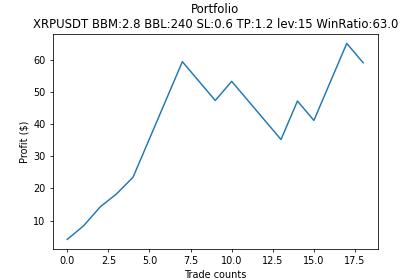 Portfolio
XRPUSDT BBM:2.8 BBL:240 SL:0.6 TP:1.2 lev:15 WinRatio:63.0
60
50
40
30
20
10
Profit ($)
0.0 2.5 5.0 7.5 10.0 12.5 15.0 17.5
Trade counts